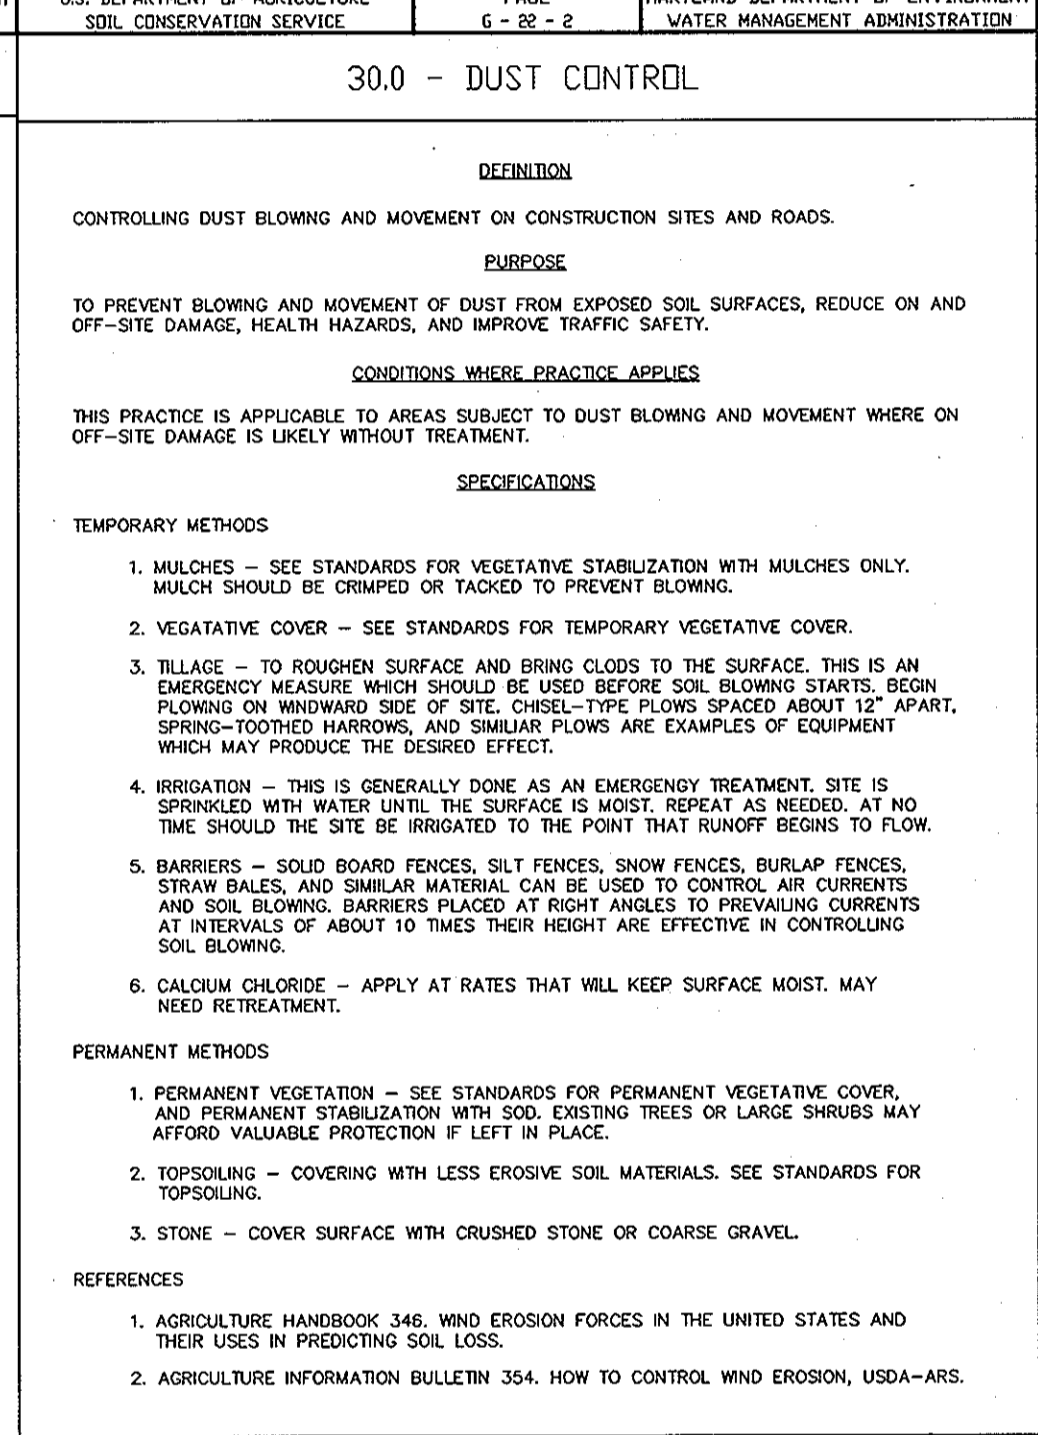 SOIL CONSERVATION SERVICE
G - 22 - 2
WATER MANAGEMENT ADMINISTRATION
30.0 - DUST CONTROL
DEFINITION
CONTROLLING DUST BLOWING AND MOVEMENT ON CONSTRUCTION SITES AND ROADS.
PURPOSE
TO PREVENT BLOWING AND MOVEMENT OF DUST FROM EXPOSED SOIL SURFACES, REDUCE ON AND
OFF-SITE DAMAGE, HEALTH HAZARDS, AND IMPROVE TRAFFIC SAFETY.
CONDITIONS WHERE PRACTICE APPLIES
THIS PRACTICE IS APPLICABLE TO AREAS SUBJECT TO DUST BLOWING AND MOVEMENT WHERE ON
OFF-SITE DAMAGE IS LIKELY WITHOUT TREATMENT.
SPECIFICATIONS
TEMPORARY METHODS
1. MULCHES - SEE STANDARDS FOR VEGETATIVE STABILIZATION WITH MULCHES ONLY.
MULCH SHOULD BE CRIMPED OR TACKED TO PREVENT BLOWING.
2. VEGATATIVE COVER - SEE STANDARDS FOR TEMPORARY VEGETATIVE COVER.
3. TILLAGE - TO ROUGHEN SURFACE AND BRING CLODS TO THE SURFACE. THIS IS AN
EMERGENCY MEASURE WHICH SHOULD BE USED BEFORE SOIL BLOWING STARTS. BEGIN
PLOWING ON WINDWARD SIDE OF SITE. CHISEL-TYPE PLOWS SPACED ABOUT 12" APART,
SPRING-TOOTHED HARROWS, AND SIMILIAR PLOWS ARE EXAMPLES OF EQUIPMENT
WHICH MAY PRODUCE THE DESIRED EFFECT.
4. IRRIGATION - THIS IS GENERALLY DONE AS AN EMERGENGY TREATMENT. SITE IS
SPRINKLED WITH WATER UNTIL THE SURFACE IS MOIST. REPEAT AS NEEDED. AT NO
TIME SHOULD THE SITE BE IRRIGATED TO THE POINT THAT RUNOFF BEGINS TO FLOW.
5. BARRIERS - SOLID BOARD FENCES, SILT FENCES, SNOW FENCES, BURLAP FENCES,
STRAW BALES, AND SIMIILAR MATERIAL CAN BE USED TO CONTROL AIR CURRENTS
AND SOIL BLOWING. BARRIERS PLACED AT RIGHT ANGLES TO PREVAILING CURRENTS
AT INTERVALS OF ABOUT 10 TIMES THEIR HEIGHT ARE EFFECTIVE IN CONTROLLING
SOIL BLOWING.
6. CALCIUM CHLORIDE - APPLY AT RATES THAT WILL KEEP SURFACE MOIST. MAY
NEED RETREATMENT.
PERMANENT METHODS
1. PERMANENT VEGETATION - SEE STANDARDS FOR PERMANENT VEGETATIVE COVER,
AND PERMANENT STABILIZATION WITH SOD. EXISTING TREES OR LARGE SHRUBS MAY
AFFORD VALUABLE PROTECTION IF LEFT IN PLACE.
2. TOPSOILING - COVERING WITH LESS EROSIVE SOIL MATERIALS. SEE STANDARDS FOR
TOPSOILING.
3. STONE - COVER SURFACE WITH CRUSHED STONE OR COARSE GRAVEL.
REFERENCES
1. AGRICULTURE HANDBOOK 346. WIND EROSION FORCES IN THE UNITED STATES AND
THEIR USES IN PREDICTING SOIL LOSS.
2. AGRICULTURE INFORMATION BULLETIN 354. HOW TO CONTROL WIND EROSION, USDA-ARS.